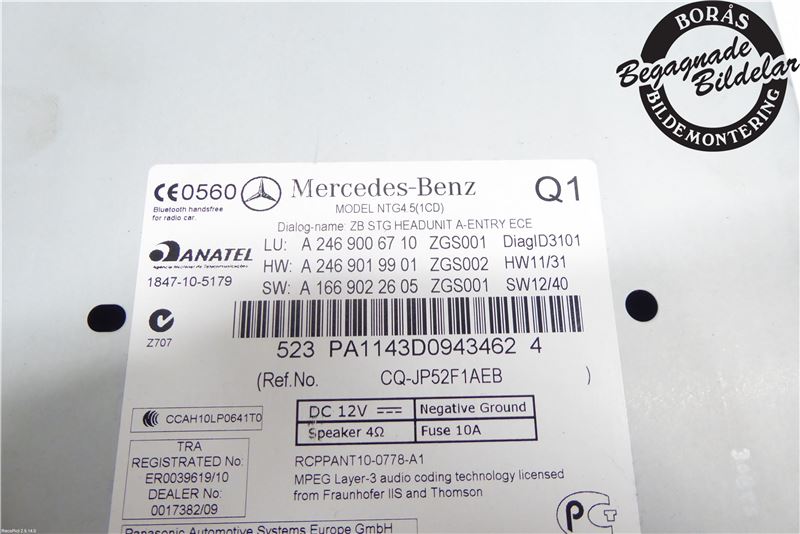 BORÅS
Begagnade
Bildelar
BILDEMONTERING
CE0560
Bluetooth handsfree
for radio car.
Mercedes-Benz
Q1
MODEL NTG4.5(1CD)
Dialog-name: ZB STG HEADUNIT A-ENTRY ECE
LU: A 246 900 67 10 ZGS001 DiagID3101
HW: A 246 901 99 01 ZGS002 HW11/31
SW: A 166 902 26 05 ZGS001 SW12/40
ANATEL
Agência Nacional de Telecomunicações
1847-10-5179
Z707
523 PA1143D0943462 4
(Ref.No. CQ-JP52F1AEB )
CCAH10LP0641T0
DC 12V Negative Ground
Speaker 4Ω Fuse 10A
TRA
REGISTRATED No:
ER0039619/10
DEALER No:
0017382/09
RCPPANT10-0778-A1
MPEG Layer-3 audio coding technology licensed
from Fraunhofer IIS and Thomson
Panasonic Automotive Systems Europe GmbH